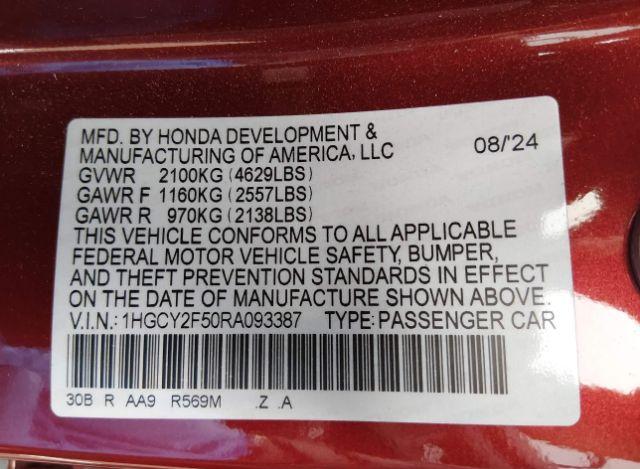 MFD. BY HONDA DEVELOPMENT &
MANUFACTURING OF AMERICA, LLC 08/'24
GVWR 2100KG (4629LBS)
GAWR F 1160KG (2557LBS)
GAWR R 970KG (2138LBS)
THIS VEHICLE CONFORMS TO ALL APPLICABLE
FEDERAL MOTOR VEHICLE SAFETY, BUMPER,
AND THEFT PREVENTION STANDARDS IN EFFECT
ON THE DATE OF MANUFACTURE SHOWN ABOVE.
V.I.N.: 1HGCY2F50RA093387 TYPE: PASSENGER CAR
30B R AA9 R569M .Z .A